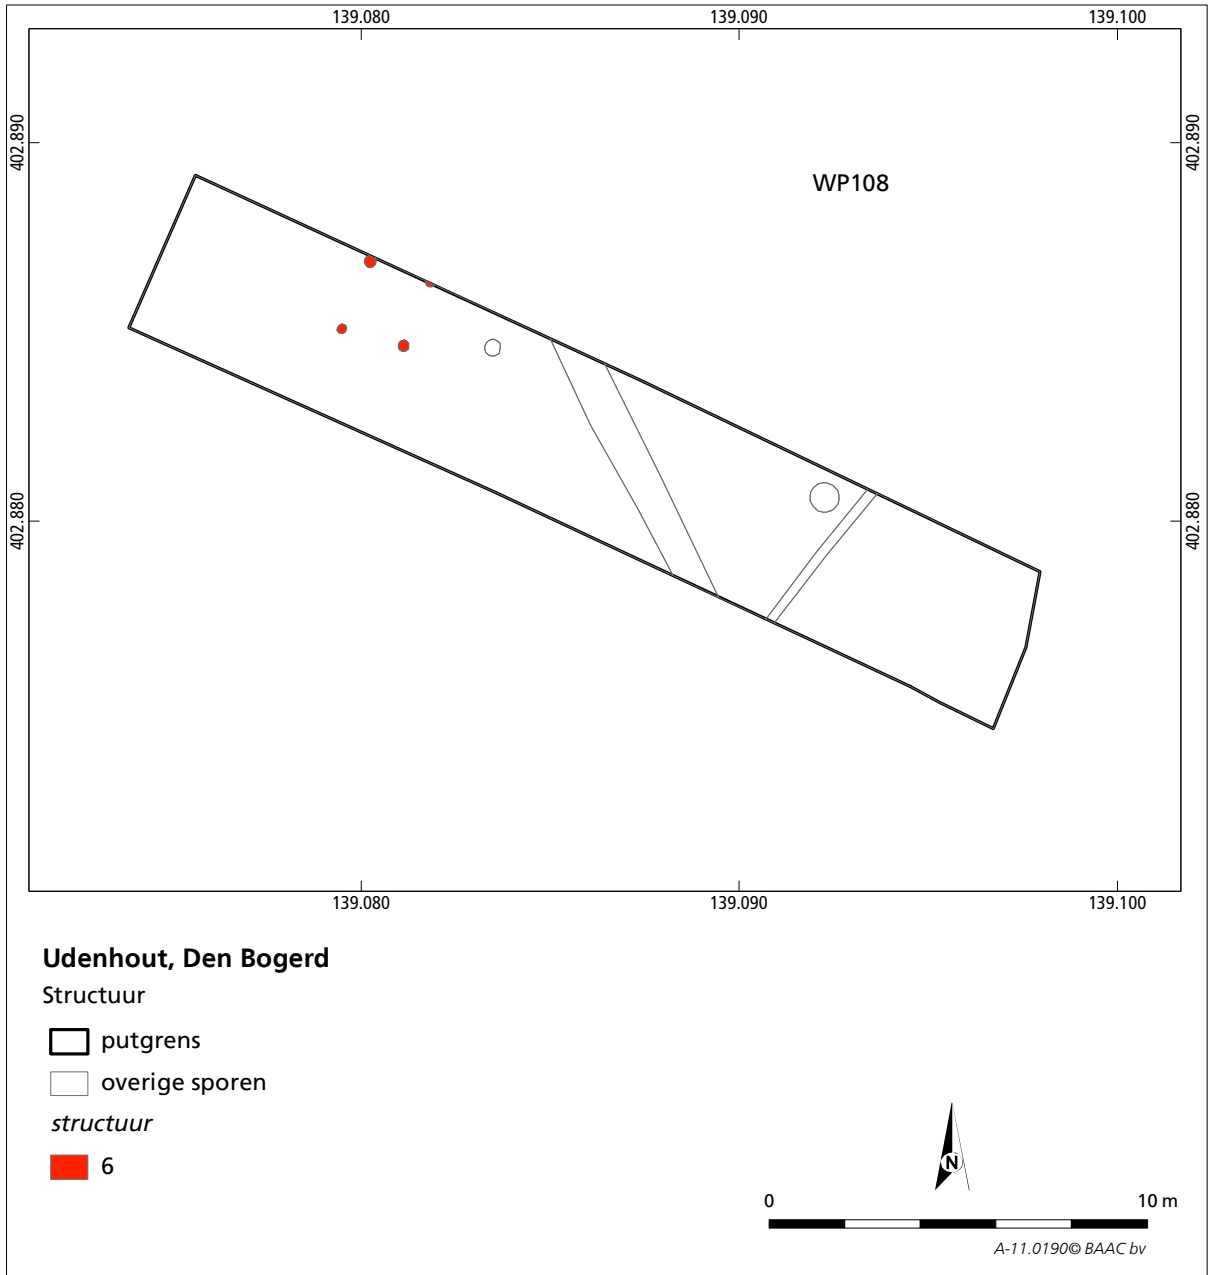 139.080 139.090 139.100
402.890 402.890
WP108
402.880 402.880
139.080 139.090 139.100
Udenhout, Den Bogerd
Structuur
putgrens
overige sporen
structuur
6
N
0 10 m
A-11.0190© BAAC bv